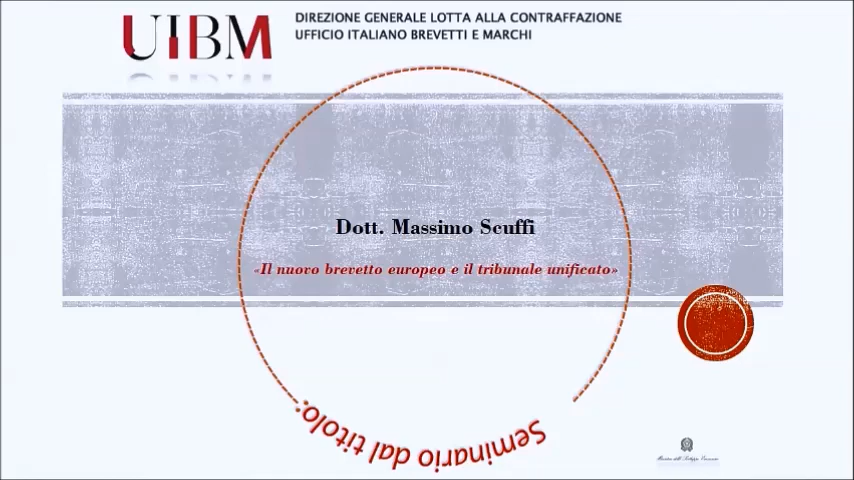 UIBM
DIREZIONE GENERALE LOTTA ALLA CONTRAFFAZIONE
UFFICIO ITALIANO BREVETTI E MARCHI
Dott. Massimo Scuffi
«Il nuovo brevetto europeo e il tribunale unificato»
Seminario dal titolo: